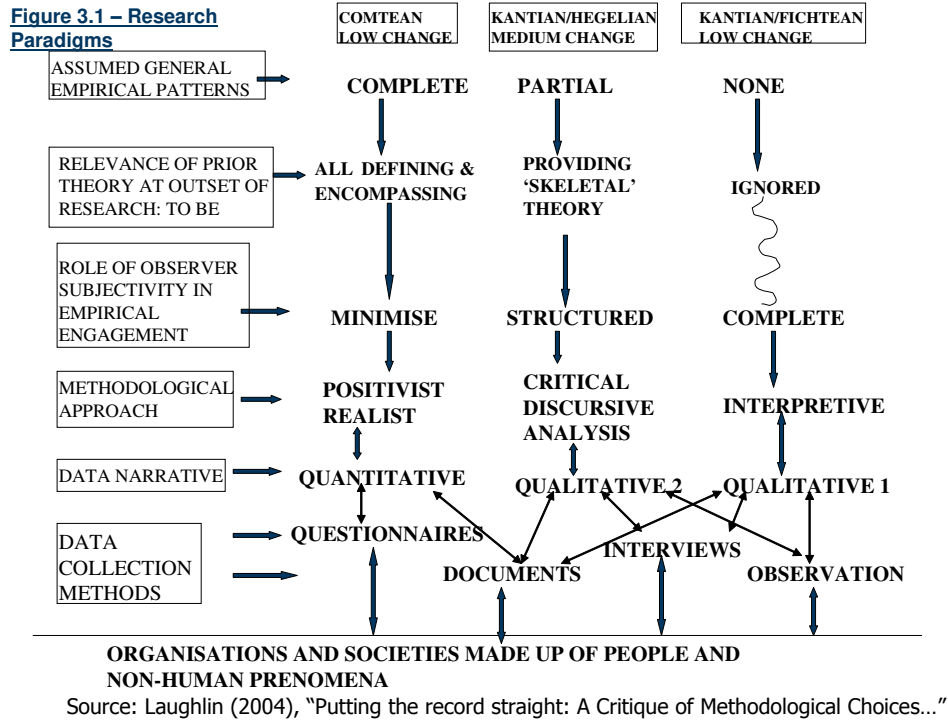 Figure 3.1 – Research
Paradigms
COMTEAN
LOW CHANGE
KANTIAN/HEGELIAN
MEDIUM CHANGE
KANTIAN/FICHTEAN
LOW CHANGE
ASSUMED GENERAL
EMPIRICAL PATTERNS
COMPLETE
PARTIAL
NONE
RELEVANCE OF PRIOR
THEORY AT OUTSET OF
RESEARCH: TO BE
ALL DEFINING &
ENCOMPASSING
PROVIDING
‘SKELETAL’
THEORY
IGNORED
ROLE OF OBSERVER
SUBJECTIVITY IN
EMPIRICAL
ENGAGEMENT
MINIMISE
STRUCTURED
COMPLETE
METHODOLOGICAL
APPROACH
POSITIVIST
REALIST
CRITICAL
DISCURSIVE
ANALYSIS
INTERPRETIVE
DATA NARRATIVE
QUANTITATIVE
QUALITATIVE 2
QUALITATIVE 1
DATA
COLLECTION
METHODS
QUESTIONNAIRES
DOCUMENTS
INTERVIEWS
OBSERVATION
ORGANISATIONS AND SOCIETIES MADE UP OF PEOPLE AND
NON-HUMAN PHENOMENA
Source: Laughlin (2004), “Putting the record straight: A Critique of Methodological Choices…”